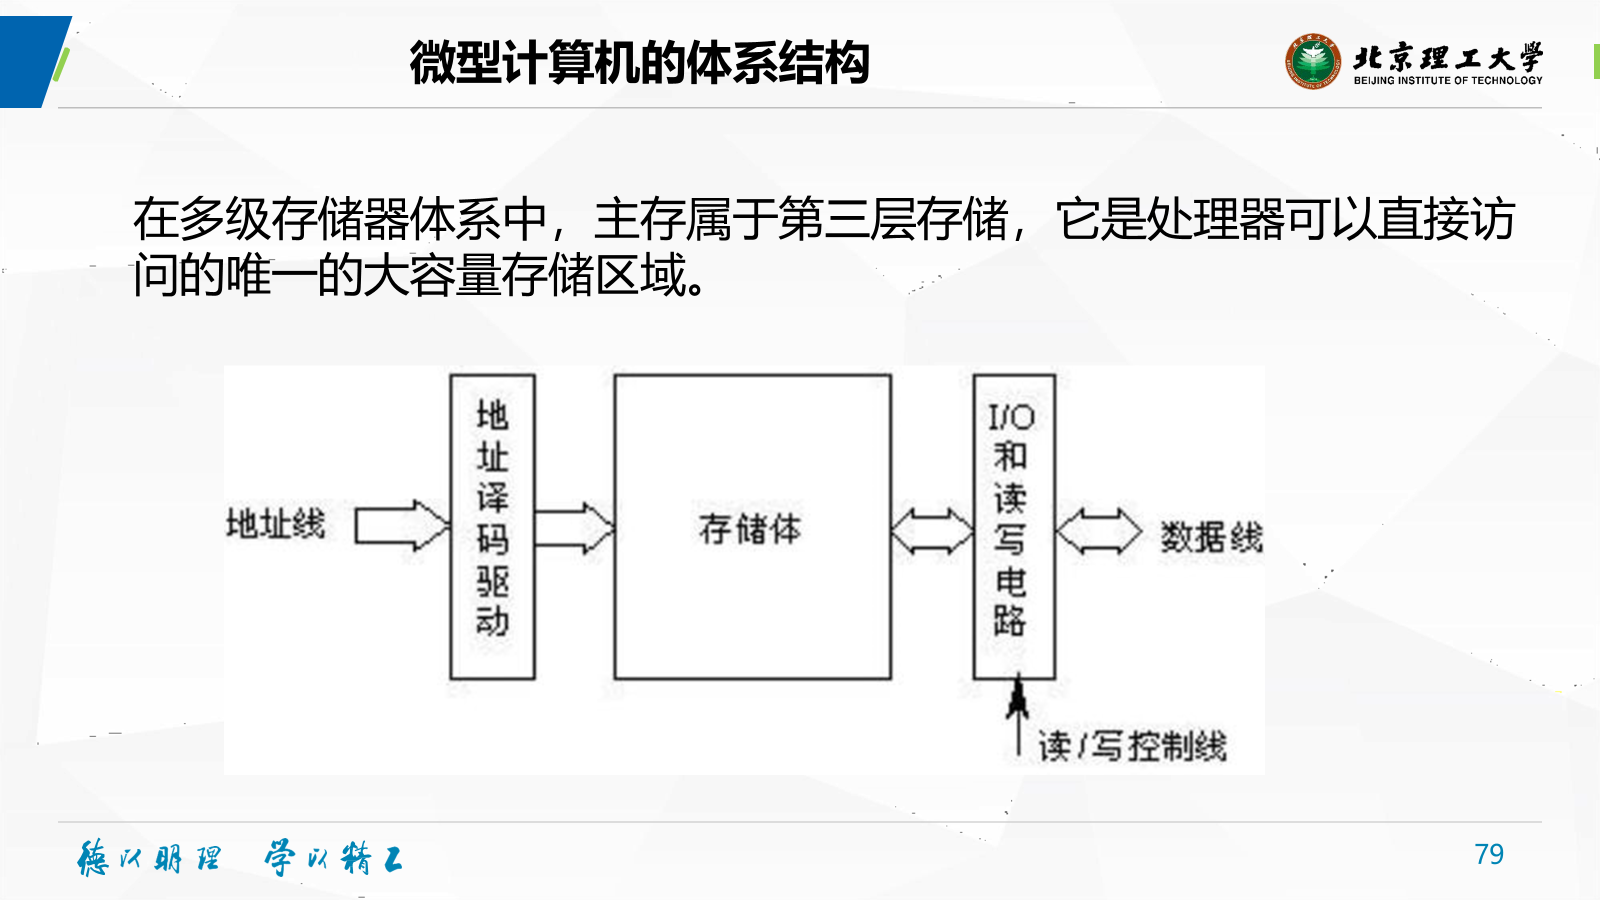 微型计算机的体系结构
北京理工大学
BEIJING INSTITUTE OF TECHNOLOGY
在多级存储器体系中，主存属于第三层存储，它是处理器可以直接访
问的唯一的大容量存储区域。
地址线
地址译码驱动
存储体
I/O和读写电路
数据线
读/写控制线
德以明理 学以精工
79